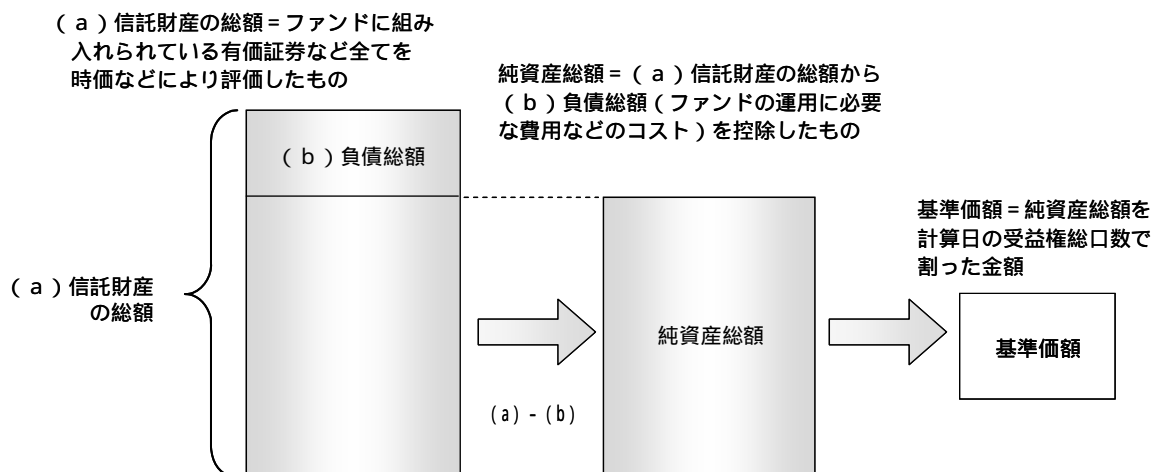 （ａ）信託財産の総額＝ファンドに組み
入れられている有価証券など全てを
時価などにより評価したもの
純資産総額＝（ａ）信託財産の総額から
（ｂ）負債総額（ファンドの運用に必要
な費用などのコスト）を控除したもの
（ｂ）負債総額
基準価額＝純資産総額を
計算日の受益権総口数で
割った金額
（ａ）信託財産
の総額
純資産総額
基準価額
(a) - (b)